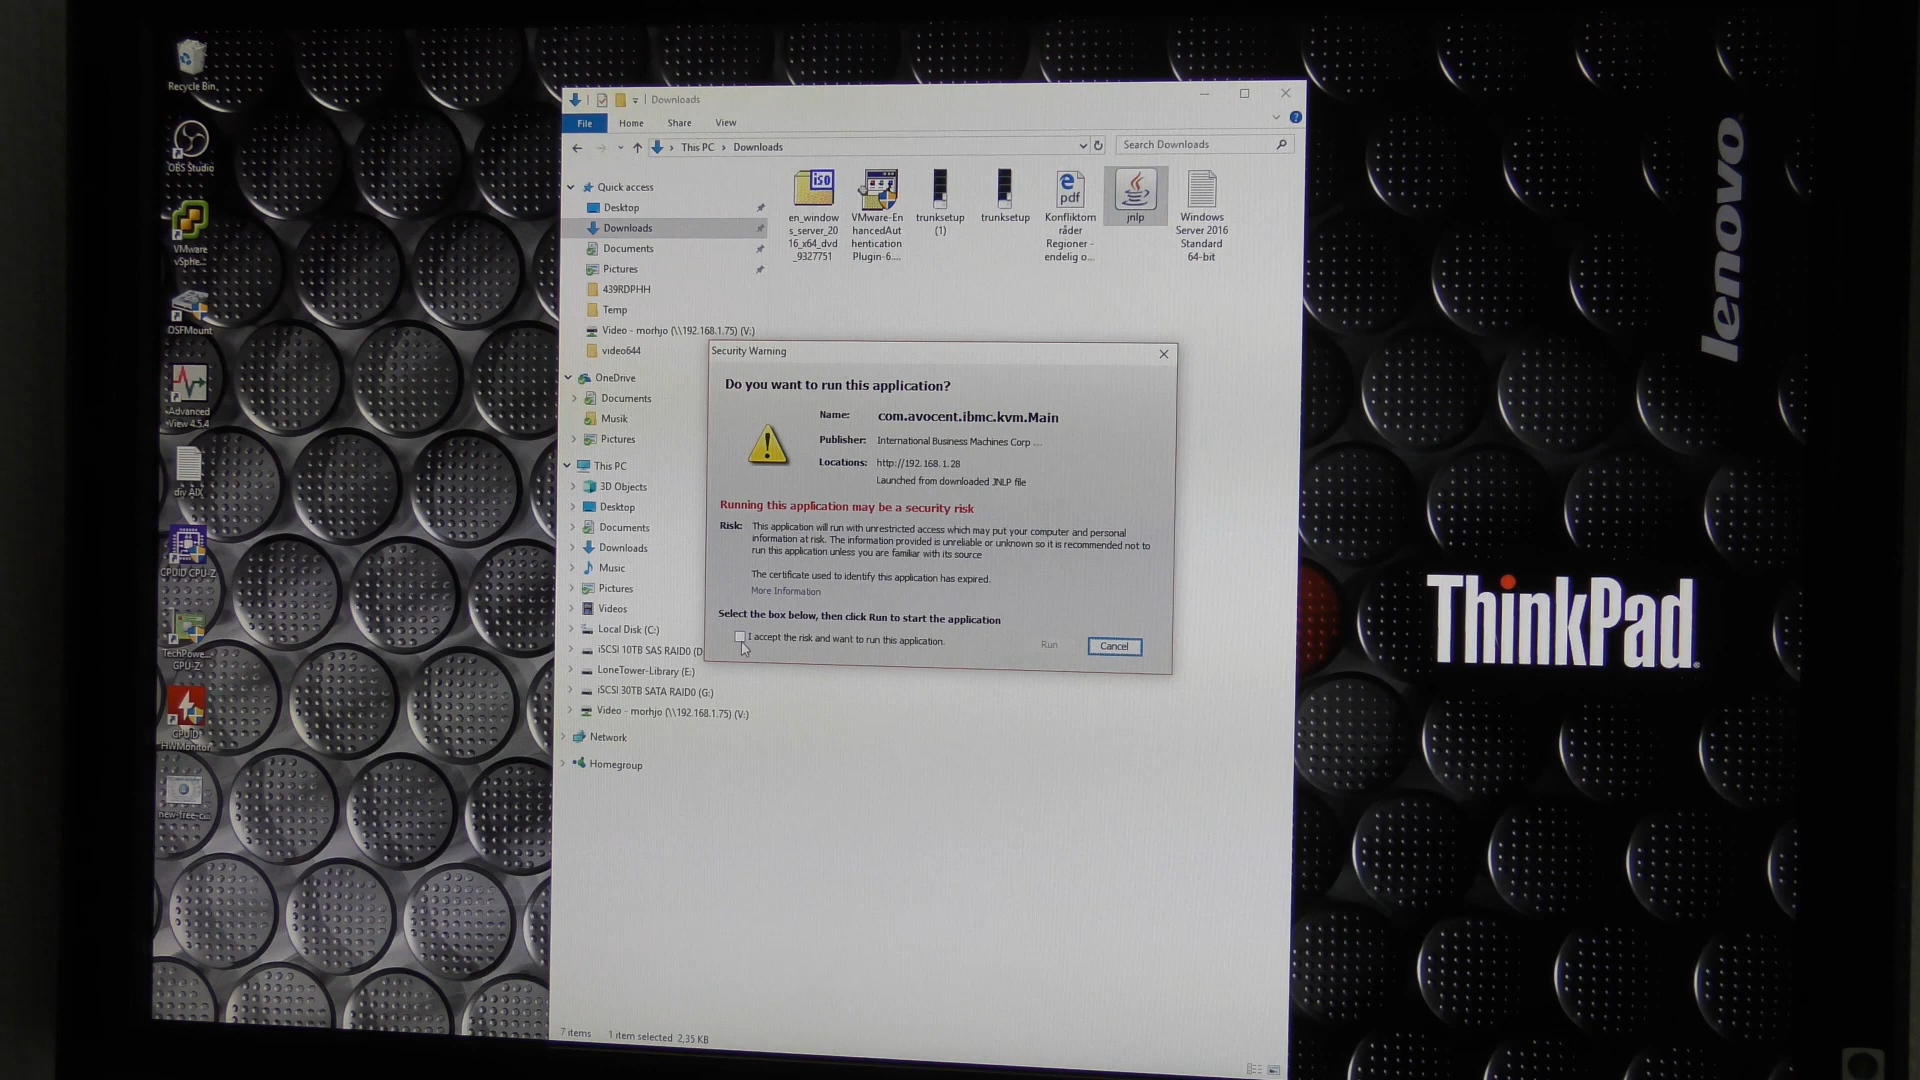 Recycle Bin
OBS Studio
VMware
vSphe...
OSFMount
Advanced
View 4.5.4
diy AIX
CPUID CPU-Z
TechPowe...
GPU-Z
CPUID
HWMonitor
new-free-c...
Downloads
File
Home
Share
View
This PC
Downloads
Search Downloads
Quick access
Desktop
Downloads
Documents
Pictures
439RDPHH
Temp
Video - morhjo (\\192.168.1.75) (V:)
video644
OneDrive
Documents
Musik
Pictures
This PC
3D Objects
Desktop
Documents
Downloads
Music
Pictures
Videos
Local Disk (C:)
iSCSI 10TB SAS RAID0 (D
LoneTower-Library (E:)
iSCSI 30TB SATA RAID0 (G:)
Video - morhjo (\\192.168.1.75) (V:)
Network
Homegroup
ISO
en_window
s_server_20
16_x64_dvd
_9327751
VMware-En
hancedAut
hentication
Plugin-6....
trunksetup
(1)
trunksetup
pdf
Konfliktom
råder
Regioner -
endelig o...
jnlp
Windows
Server 2016
Standard
64-bit
Security Warning
Do you want to run this application?
Name: com.avocent.ibmc.kvm.Main
Publisher: International Business Machines Corp ...
Locations: http://192.168.1.28
Launched from downloaded JNLP file
Running this application may be a security risk
Risk: This application will run with unrestricted access which may put your computer and personal
information at risk. The information provided is unreliable or unknown so it is recommended not to
run this application unless you are familiar with its source
The certificate used to identify this application has expired.
More Information
Select the box below, then click Run to start the application
I accept the risk and want to run this application.
Run
Cancel
7 items
1 item selected 2,35 KB
lenovo
ThinkPad